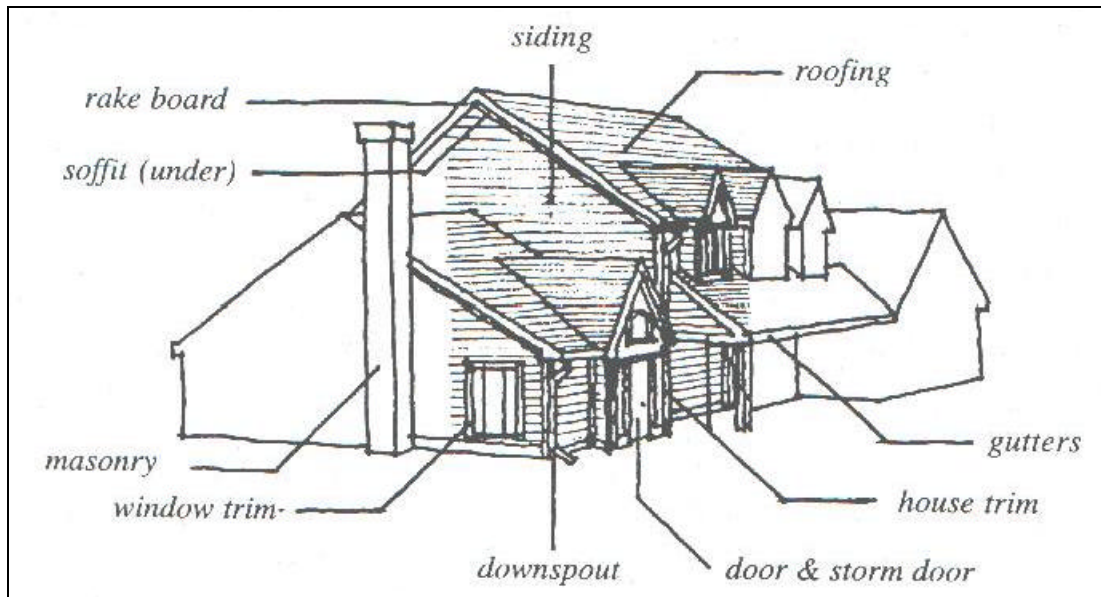 siding
roofing
rake board
soffit (under)
masonry
gutters
window trim-
house trim
downspout
door & storm door